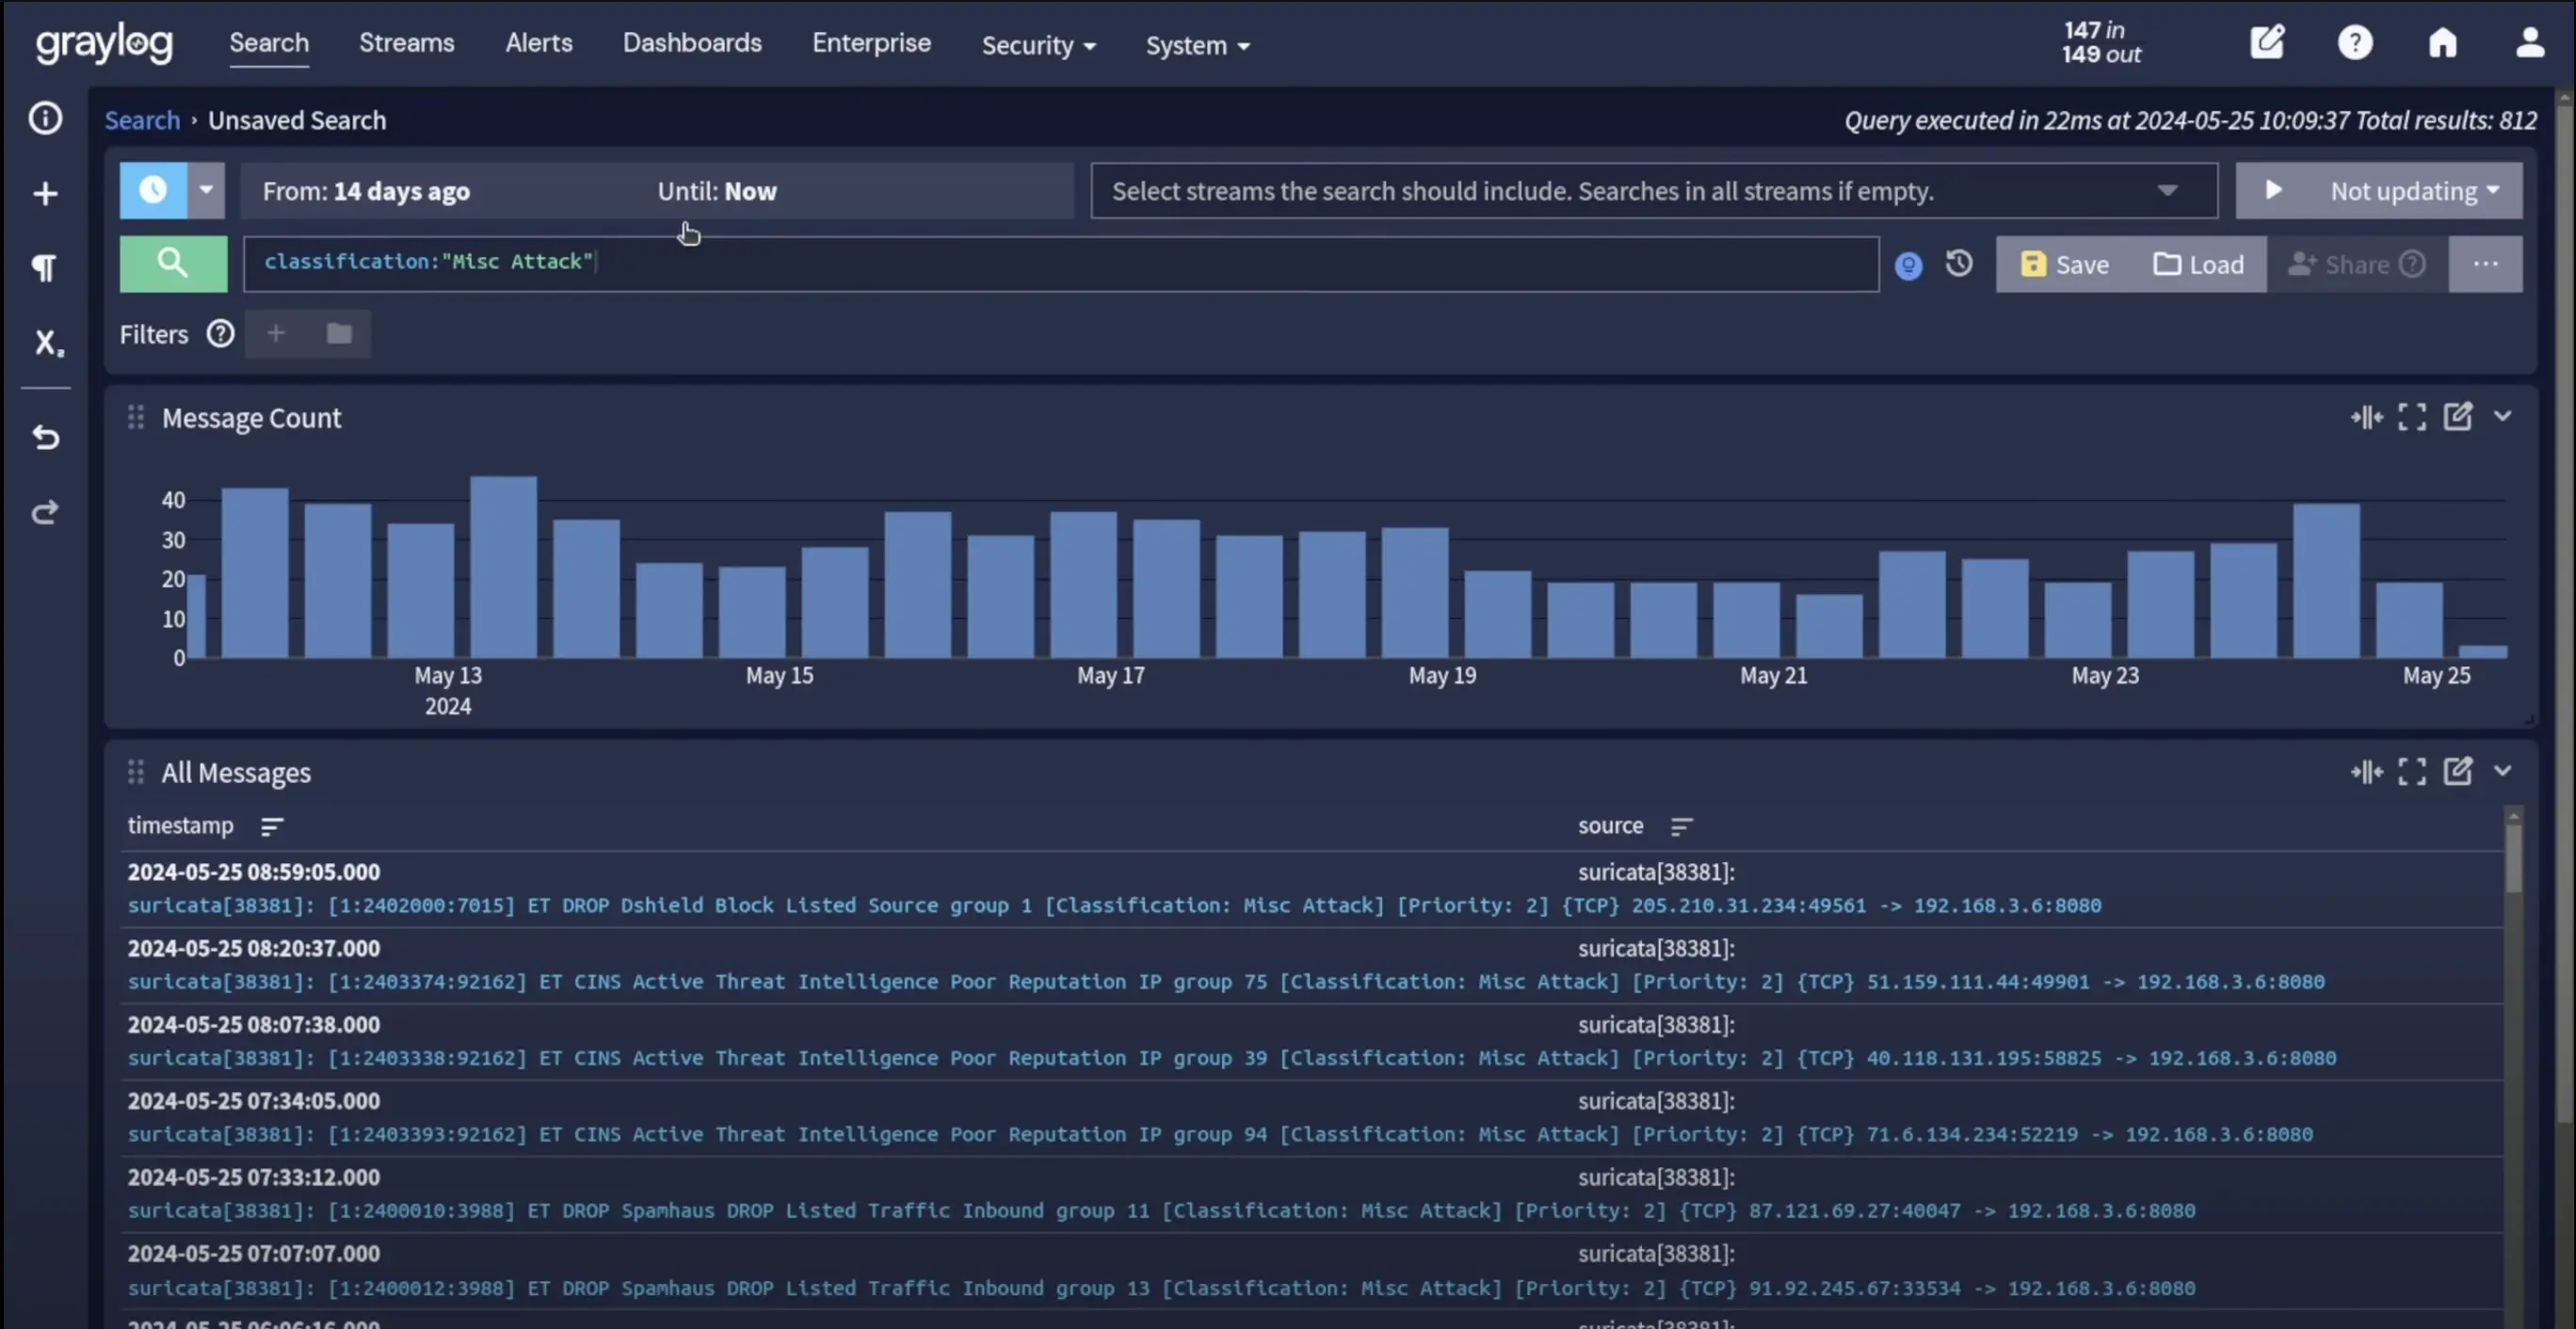 graylog Search Streams Alerts Dashboards Enterprise Security System 147 in
149 out
Search › Unsaved Search Query executed in 22ms at 2024-05-25 10:09:37 Total results: 812
From: 14 days ago Until: Now Select streams the search should include. Searches in all streams if empty. Not updating
classification:"Misc Attack" Save Load Share
Filters
Message Count
40
30
20
10
0
May 13 May 15 May 17 May 19 May 21 May 23 May 25
2024
All Messages
timestamp source
2024-05-25 08:59:05.000 suricata[38381]:
suricata[38381]: [1:2402000:7015] ET DROP Dshield Block Listed Source group 1 [Classification: Misc Attack] [Priority: 2] {TCP} 205.210.31.234:49561 -> 192.168.3.6:8080
2024-05-25 08:20:37.000 suricata[38381]:
suricata[38381]: [1:2403374:92162] ET CINS Active Threat Intelligence Poor Reputation IP group 75 [Classification: Misc Attack] [Priority: 2] {TCP} 51.159.111.44:49901 -> 192.168.3.6:8080
2024-05-25 08:07:38.000 suricata[38381]:
suricata[38381]: [1:2403338:92162] ET CINS Active Threat Intelligence Poor Reputation IP group 39 [Classification: Misc Attack] [Priority: 2] {TCP} 40.118.131.195:58825 -> 192.168.3.6:8080
2024-05-25 07:34:05.000 suricata[38381]:
suricata[38381]: [1:2403393:92162] ET CINS Active Threat Intelligence Poor Reputation IP group 94 [Classification: Misc Attack] [Priority: 2] {TCP} 71.6.134.234:52219 -> 192.168.3.6:8080
2024-05-25 07:33:12.000 suricata[38381]:
suricata[38381]: [1:2400010:3988] ET DROP Spamhaus DROP Listed Traffic Inbound group 11 [Classification: Misc Attack] [Priority: 2] {TCP} 87.121.69.27:40047 -> 192.168.3.6:8080
2024-05-25 07:07:07.000 suricata[38381]:
suricata[38381]: [1:2400012:3988] ET DROP Spamhaus DROP Listed Traffic Inbound group 13 [Classification: Misc Attack] [Priority: 2] {TCP} 91.92.245.67:33534 -> 192.168.3.6:8080